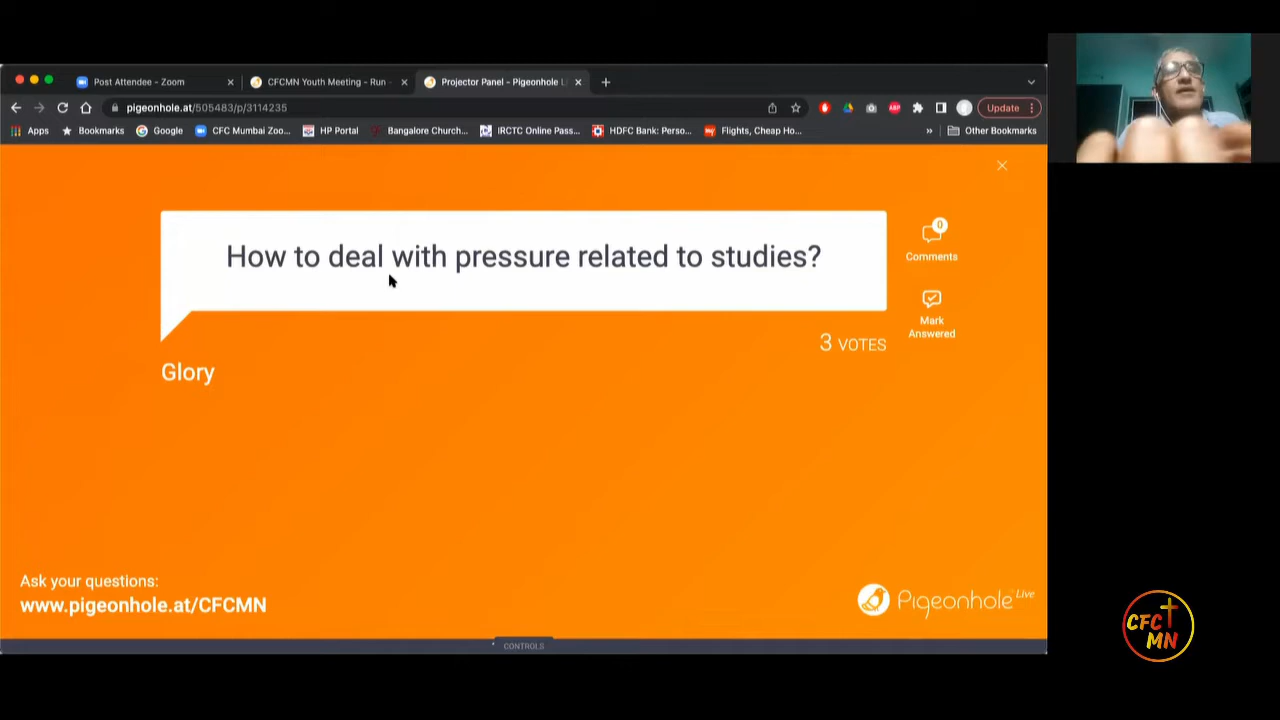 Post Attendee - Zoom
CFCMN Youth Meeting - Run
Projector Panel - Pigeonhole L
pigeonhole.at/505483/p/3114235
Update
Apps
Bookmarks
Google
CFC Mumbai Zoo...
HP Portal
Bangalore Church...
IRCTC Online Pass...
HDFC Bank: Perso...
Flights, Cheap Ho...
Other Bookmarks
How to deal with pressure related to studies?
0
Comments
Mark
Answered
3 VOTES
Glory
Ask your questions:
www.pigeonhole.at/CFCMN
Pigeonhole Live
CONTROLS
CFC
MN